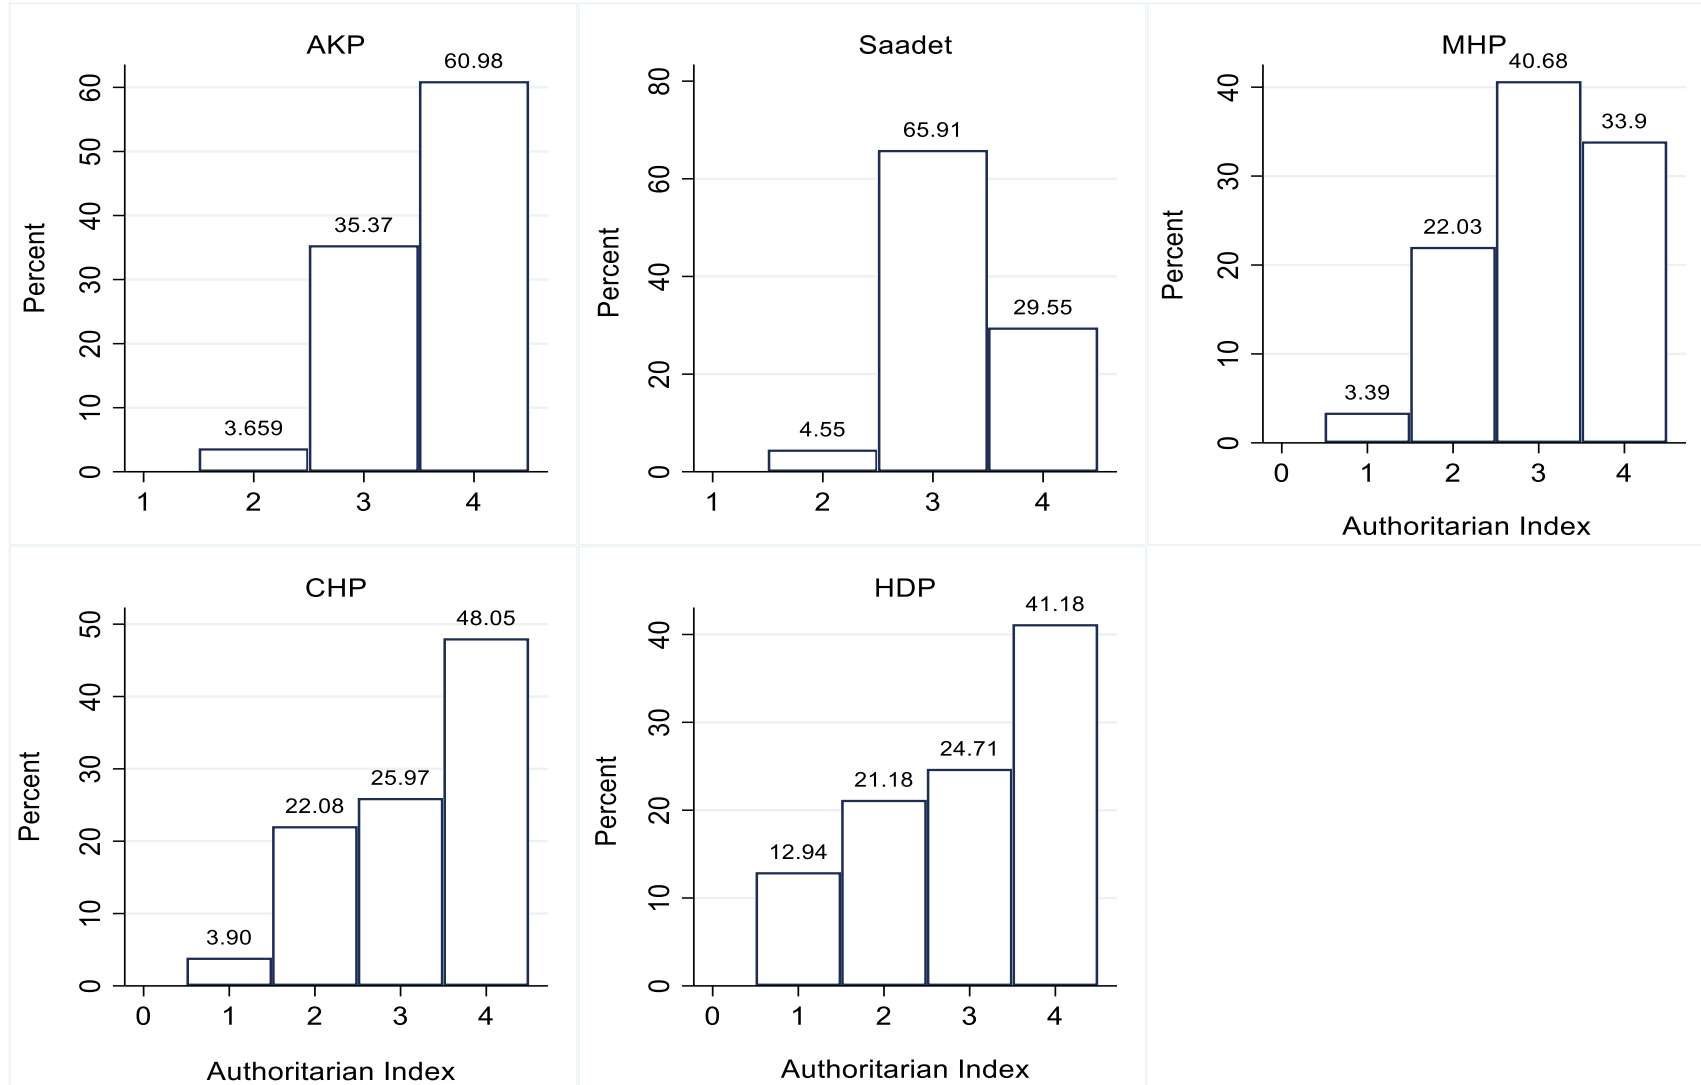 AKP
60.98
35.37
3.659
Percent
0 10 20 30 40 50 60
1 2 3 4
Saadet
65.91
29.55
4.55
Percent
0 20 40 60 80
1 2 3 4
MHP
40.68
33.9
22.03
3.39
Percent
0 10 20 30 40
0 1 2 3 4
Authoritarian Index
CHP
48.05
25.97
22.08
3.90
Percent
0 10 20 30 40 50
0 1 2 3 4
Authoritarian Index
HDP
41.18
24.71
21.18
12.94
Percent
0 10 20 30 40
0 1 2 3 4
Authoritarian Index